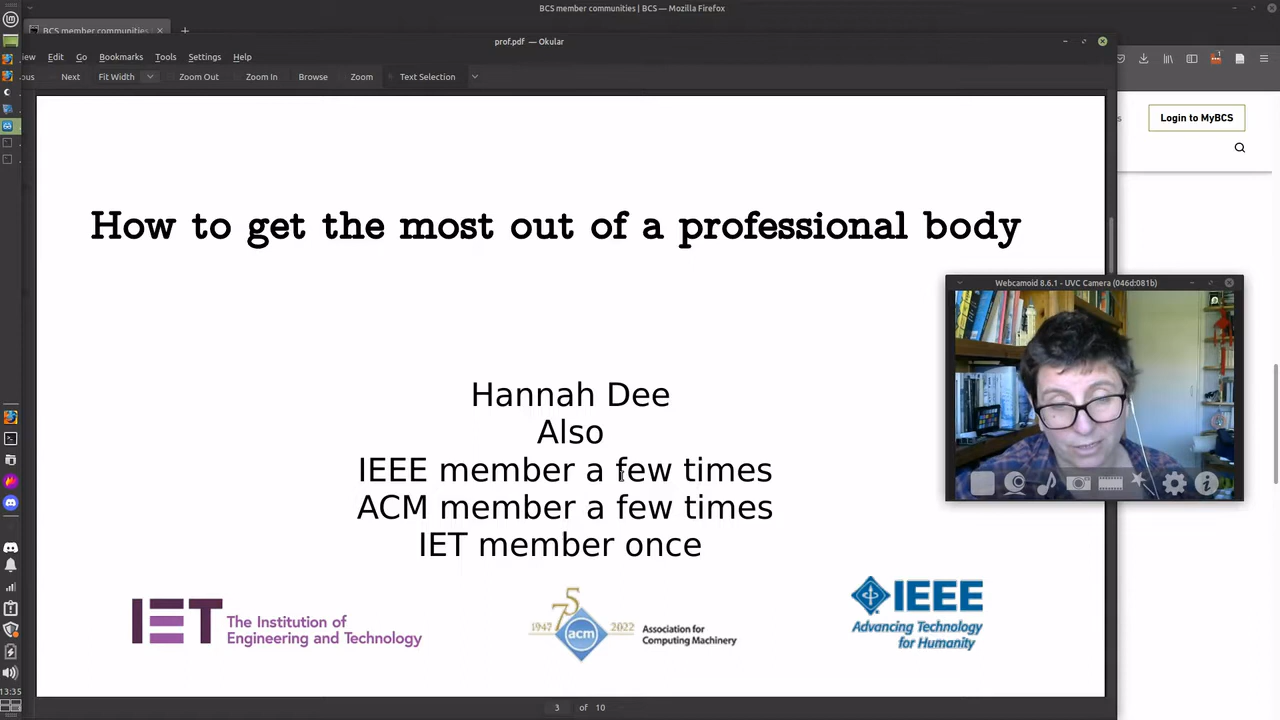 BCS member communities | BCS — Mozilla Firefox
BCS member communities
prof.pdf — Okular
Edit Go Bookmarks Tools Settings Help
Next Fit Width Zoom Out Zoom In Browse Zoom Text Selection
Login to MyBCS
How to get the most out of a professional body
Webcamoid 8.6.1 - UVC Camera (046d:081b)
Hannah Dee
Also
IEEE member a few times
ACM member a few times
IET member once
IET The Institution of
Engineering and Technology
75
1947 2022
acm
Association for
Computing Machinery
IEEE
Advancing Technology
for Humanity
13:35
3 of 10